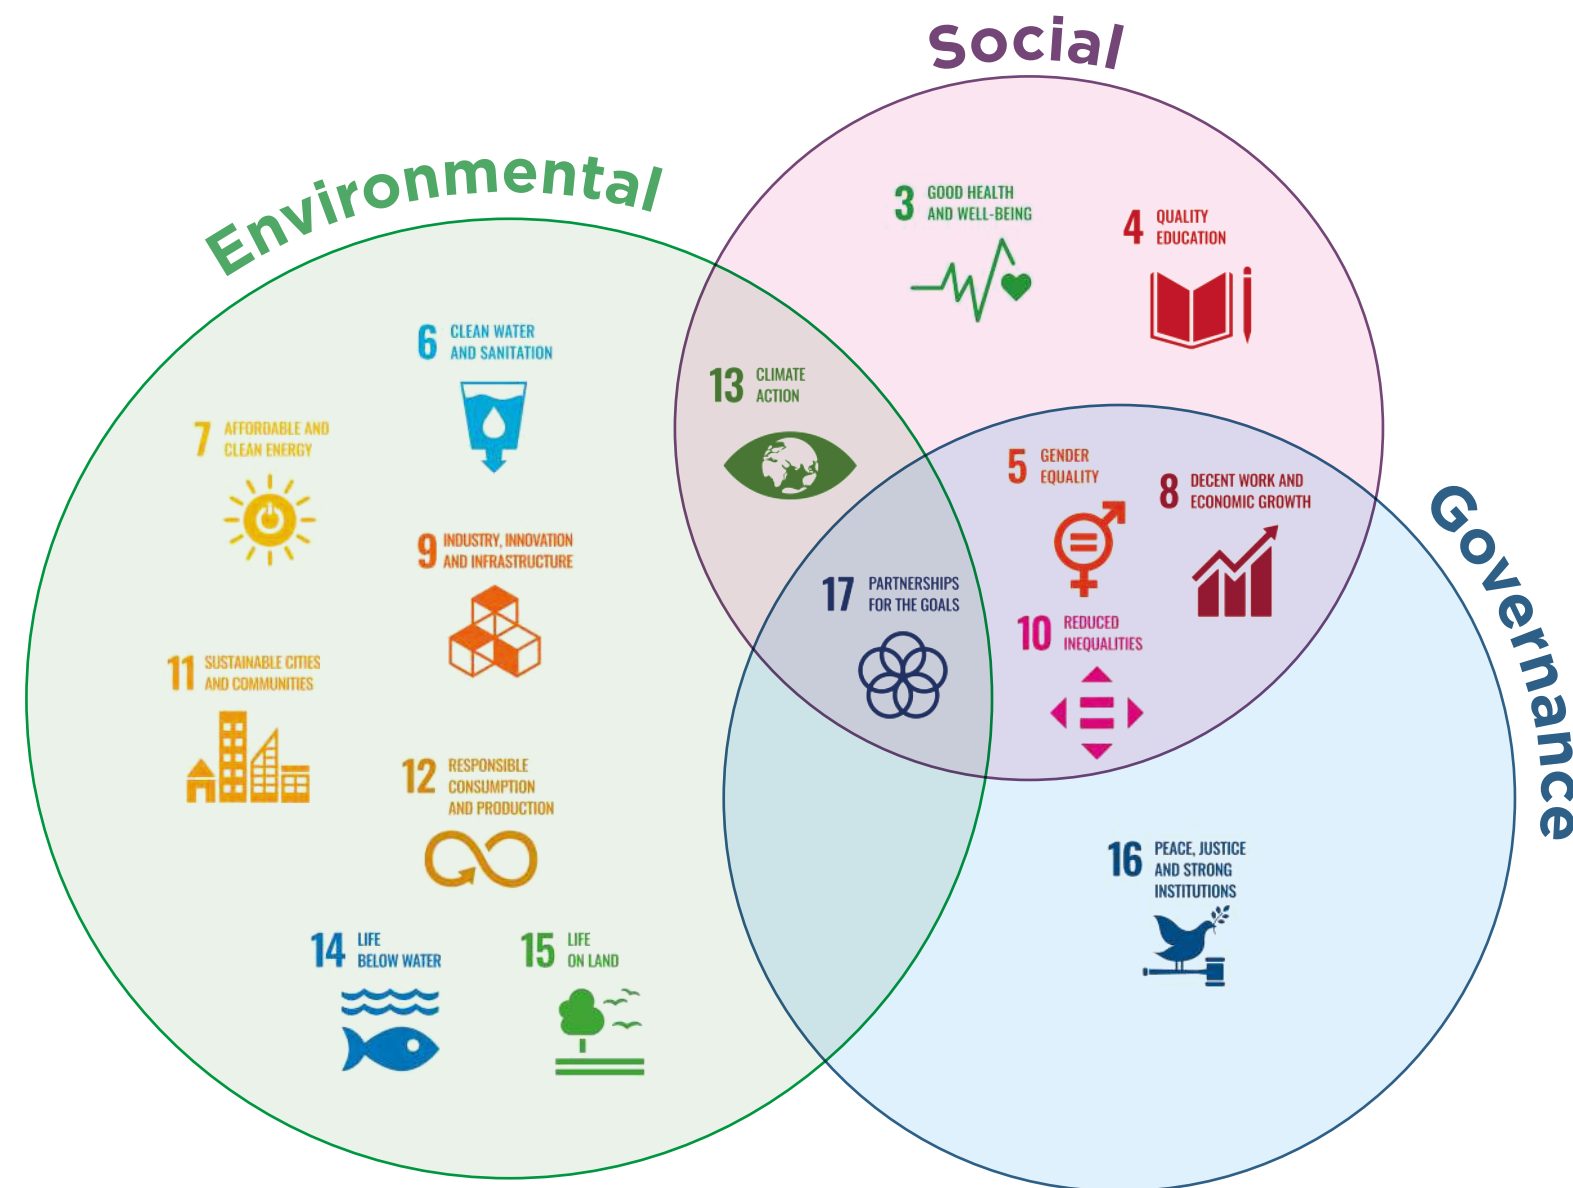 Social
Environmental
Governance
3 GOOD HEALTH
AND WELL-BEING
4 QUALITY
EDUCATION
6 CLEAN WATER
AND SANITATION
13 CLIMATE
ACTION
7 AFFORDABLE AND
CLEAN ENERGY
5 GENDER
EQUALITY
8 DECENT WORK AND
ECONOMIC GROWTH
9 INDUSTRY, INNOVATION
AND INFRASTRUCTURE
17 PARTNERSHIPS
FOR THE GOALS
10 REDUCED
INEQUALITIES
11 SUSTAINABLE CITIES
AND COMMUNITIES
12 RESPONSIBLE
CONSUMPTION
AND PRODUCTION
16 PEACE, JUSTICE
AND STRONG
INSTITUTIONS
14 LIFE
BELOW WATER
15 LIFE
ON LAND